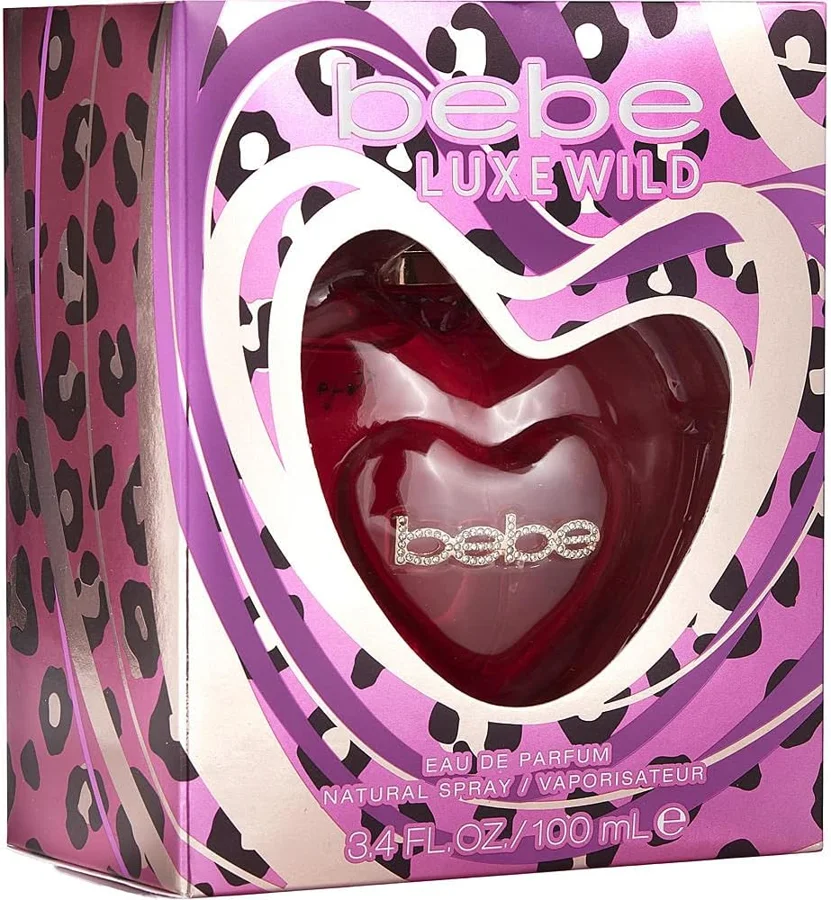 bebe
LUXE WILD
bebe
EAU DE PARFUM
NATURAL SPRAY / VAPORISATEUR
3.4 FL.OZ./100 mL ℮